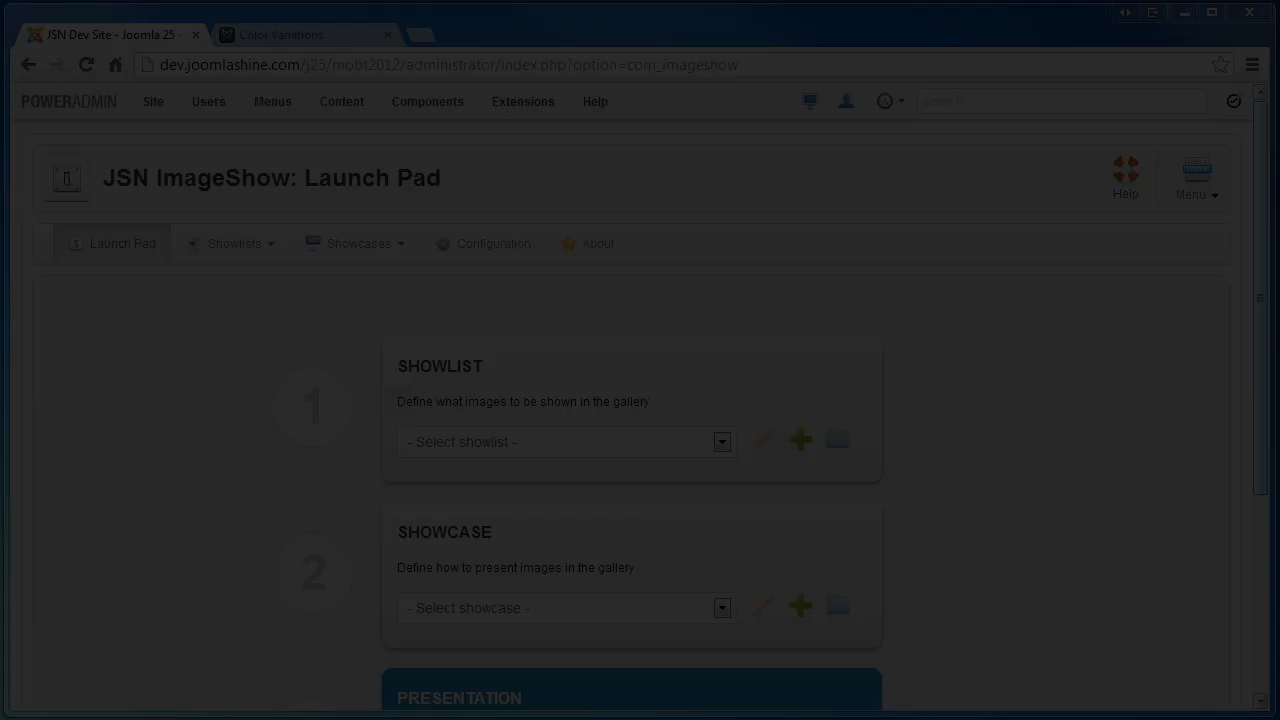 JSN Dev Site - Joomla 25
Color Variations
dev.joomlashine.com/j25/mobt2012/administrator/index.php?option=com_imageshow
POWERADMIN Site Users Menus Content Components Extensions Help search
JSN ImageShow: Launch Pad
Help
Menu
Launch Pad Showlists Showcases Configuration About
1
SHOWLIST
Define what images to be shown in the gallery
- Select showlist -
2
SHOWCASE
Define how to present images in the gallery
- Select showcase -
PRESENTATION